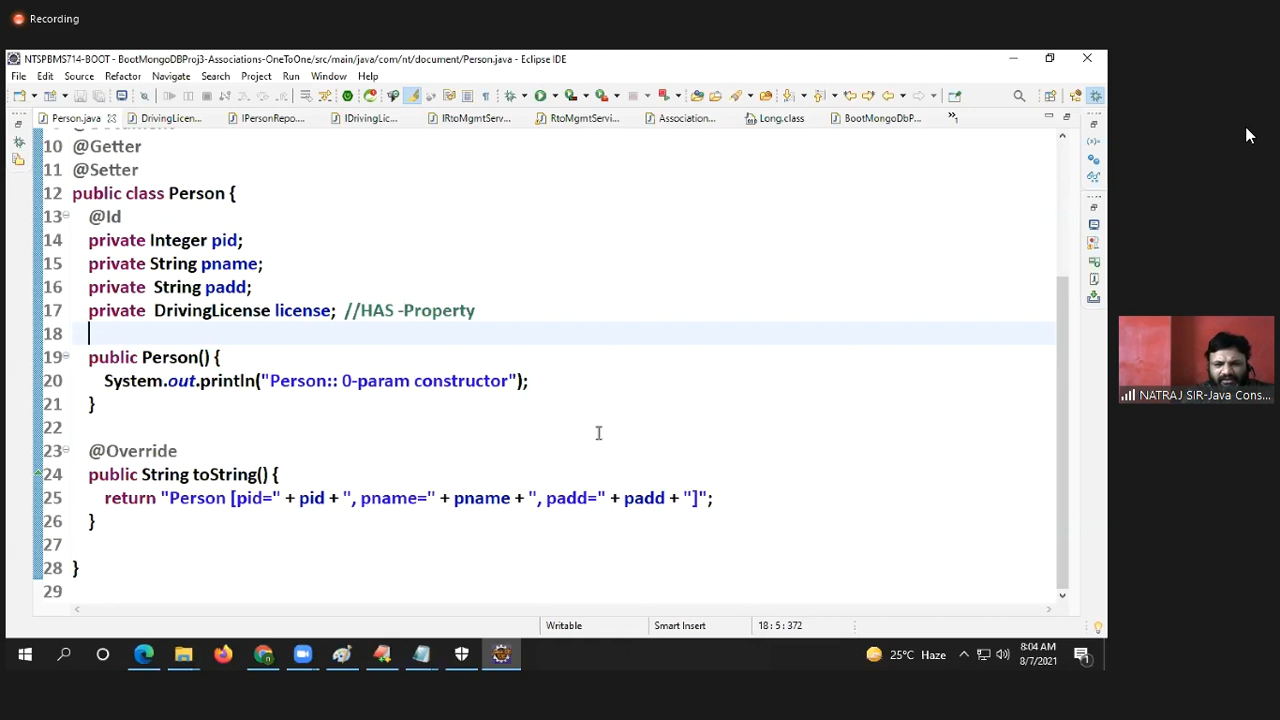 Recording
NTSPBMS714-BOOT - BootMongoDBProj3-Associations-OneToOne/src/main/java/com/nt/document/Person.java - Eclipse IDE
File Edit Source Refactor Navigate Search Project Run Window Help
Person.java DrivingLicen... IPersonRepo... IDrivingLic... IRtoMgmtServ... RtoMgmtServi... Association... Long.class BootMongoDbP...
10 @Getter
11 @Setter
12 public class Person {
13 @Id
14 private Integer pid;
15 private String pname;
16 private String padd;
17 private DrivingLicense license; //HAS -Property
18
19 public Person() {
20 System.out.println("Person:: 0-param constructor");
21 }
22
23 @Override
24 public String toString() {
25 return "Person [pid=" + pid + ", pname=" + pname + ", padd=" + padd + "]";
26 }
27
28 }
29
Writable Smart Insert 18 : 5 : 372
NATRAJ SIR-Java Cons...
25°C Haze 8:04 AM
8/7/2021 1